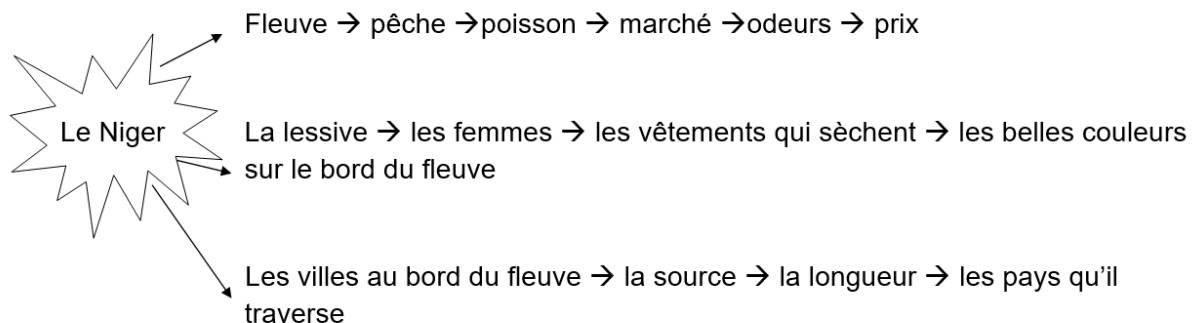 Fleuve → pêche →poisson → marché →odeurs → prix
Le Niger
La lessive → les femmes → les vêtements qui sèchent → les belles couleurs
sur le bord du fleuve
Les villes au bord du fleuve → la source → la longueur → les pays qu’il
traverse